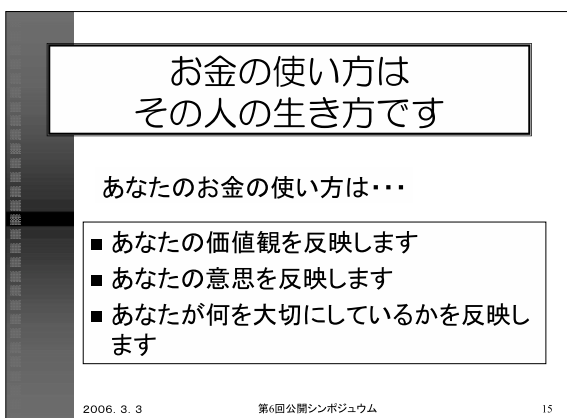 お金の使い方は
その人の生き方です
あなたのお金の使い方は・・・
■ あなたの価値観を反映します
■ あなたの意思を反映します
■ あなたが何を大切にしているかを反映し
ます
2006. 3. 3 第6回公開シンポジュウム 15